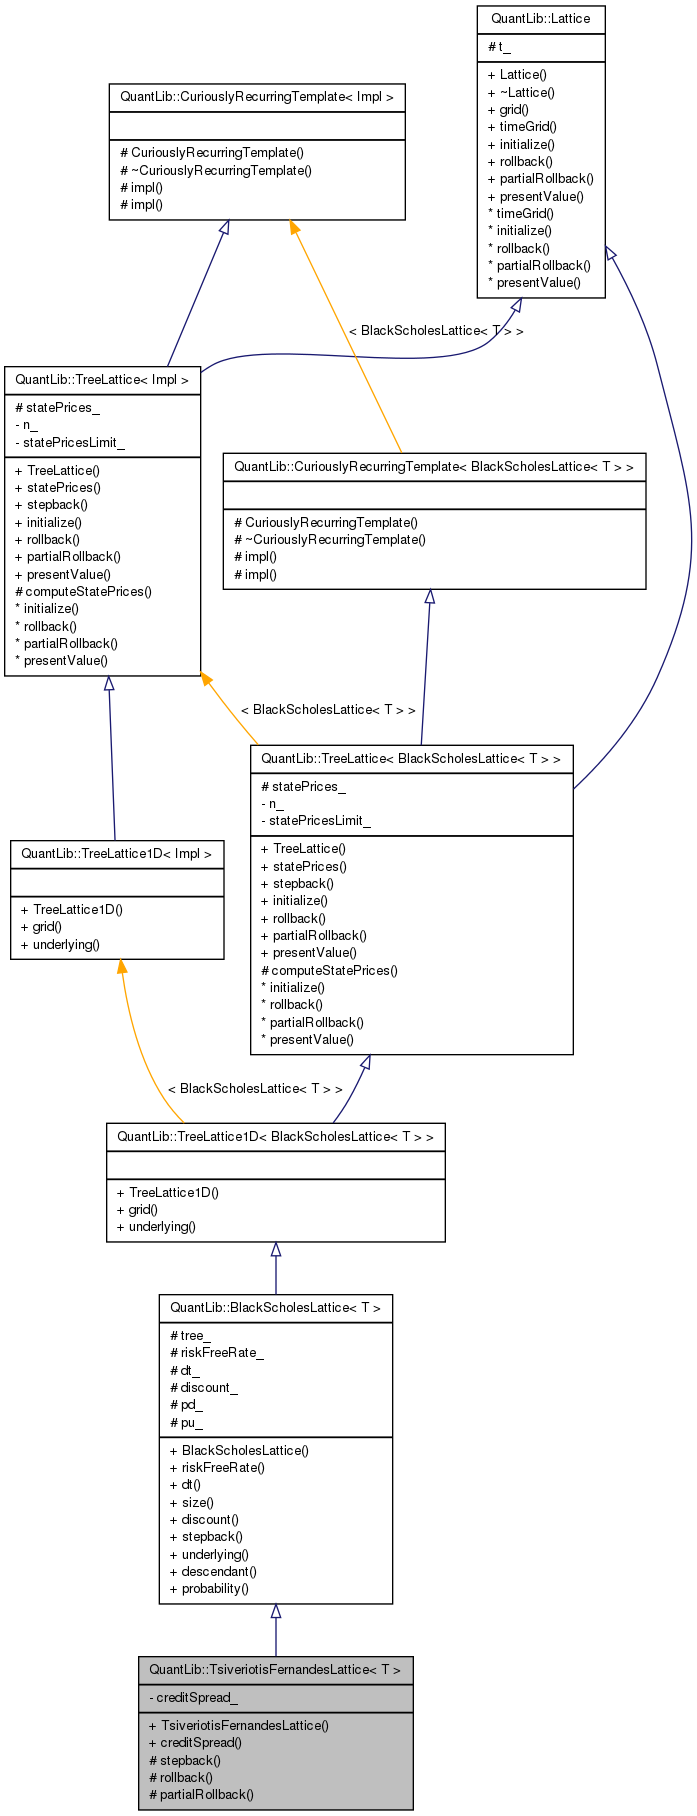 QuantLib::Lattice
# t_
+ Lattice()
+ ~Lattice()
+ grid()
+ timeGrid()
+ initialize()
+ rollback()
+ partialRollback()
+ presentValue()
* timeGrid()
* initialize()
* rollback()
* partialRollback()
* presentValue()
QuantLib::CuriouslyRecurringTemplate< Impl >
# CuriouslyRecurringTemplate()
# ~CuriouslyRecurringTemplate()
# impl()
# impl()
< BlackScholesLattice< T > >
QuantLib::TreeLattice< Impl >
# statePrices_
- n_
- statePricesLimit_
+ TreeLattice()
+ statePrices()
+ stepback()
+ initialize()
+ rollback()
+ partialRollback()
+ presentValue()
# computeStatePrices()
* initialize()
* rollback()
* partialRollback()
* presentValue()
QuantLib::CuriouslyRecurringTemplate< BlackScholesLattice< T > >
# CuriouslyRecurringTemplate()
# ~CuriouslyRecurringTemplate()
# impl()
# impl()
< BlackScholesLattice< T > >
QuantLib::TreeLattice< BlackScholesLattice< T > >
# statePrices_
- n_
- statePricesLimit_
+ TreeLattice()
+ statePrices()
+ stepback()
+ initialize()
+ rollback()
+ partialRollback()
+ presentValue()
# computeStatePrices()
* initialize()
* rollback()
* partialRollback()
* presentValue()
QuantLib::TreeLattice1D< Impl >
+ TreeLattice1D()
+ grid()
+ underlying()
< BlackScholesLattice< T > >
QuantLib::TreeLattice1D< BlackScholesLattice< T > >
+ TreeLattice1D()
+ grid()
+ underlying()
QuantLib::BlackScholesLattice< T >
# tree_
# riskFreeRate_
# dt_
# discount_
# pd_
# pu_
+ BlackScholesLattice()
+ riskFreeRate()
+ dt()
+ size()
+ discount()
+ stepback()
+ underlying()
+ descendant()
+ probability()
QuantLib::TsiveriotisFernandesLattice< T >
- creditSpread_
+ TsiveriotisFernandesLattice()
+ creditSpread()
# stepback()
# rollback()
# partialRollback()